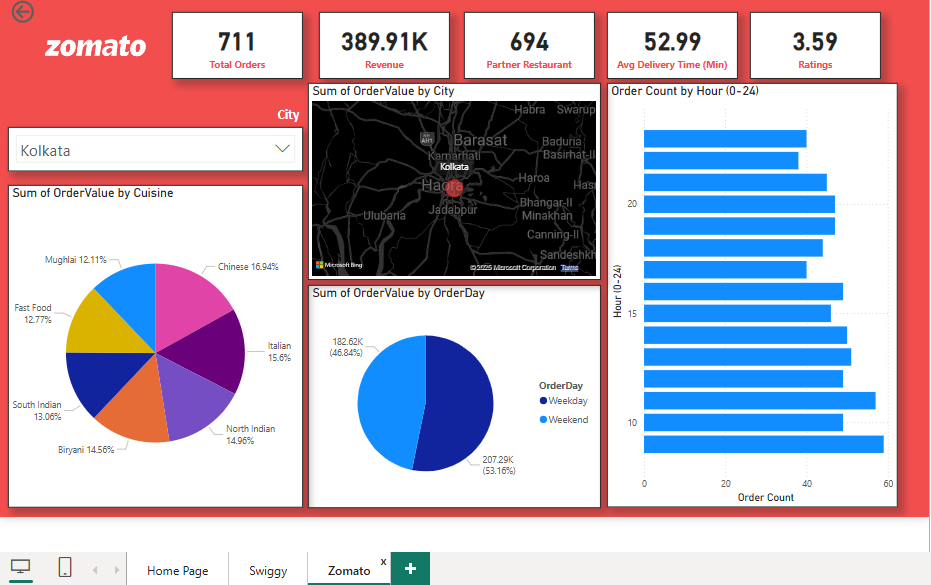 zomato
711
Total Orders
389.91K
Revenue
694
Partner Restaurant
52.99
Avg Delivery Time (Min)
3.59
Ratings
City
Kolkata
Sum of OrderValue by Cuisine
Mughlai 12.11%
Chinese 16.94%
Fast Food
12.77%
Italian
15.6%
South Indian
13.06%
North Indian
14.96%
Biryani 14.56%
Sum of OrderValue by City
Habra
Swarup
AH1
Barasat
Baduria
Kamarhati
Basirhat-II
Kolkata
Haroa
Haora
Has
Bhangar-II
Jadabpur
Minakhan
Ulubaria
Canning-II
Sandeshkh
Microsoft Bing
©2025 Microsoft Corporation
Terms
Sum of OrderValue by OrderDay
182.62K
(46.84%)
OrderDay
Weekday
Weekend
207.29K
(53.16%)
Order Count by Hour (0-24)
Hour (0-24)
20
15
10
0
20
40
60
Order Count
Home Page
Swiggy
Zomato
x
+